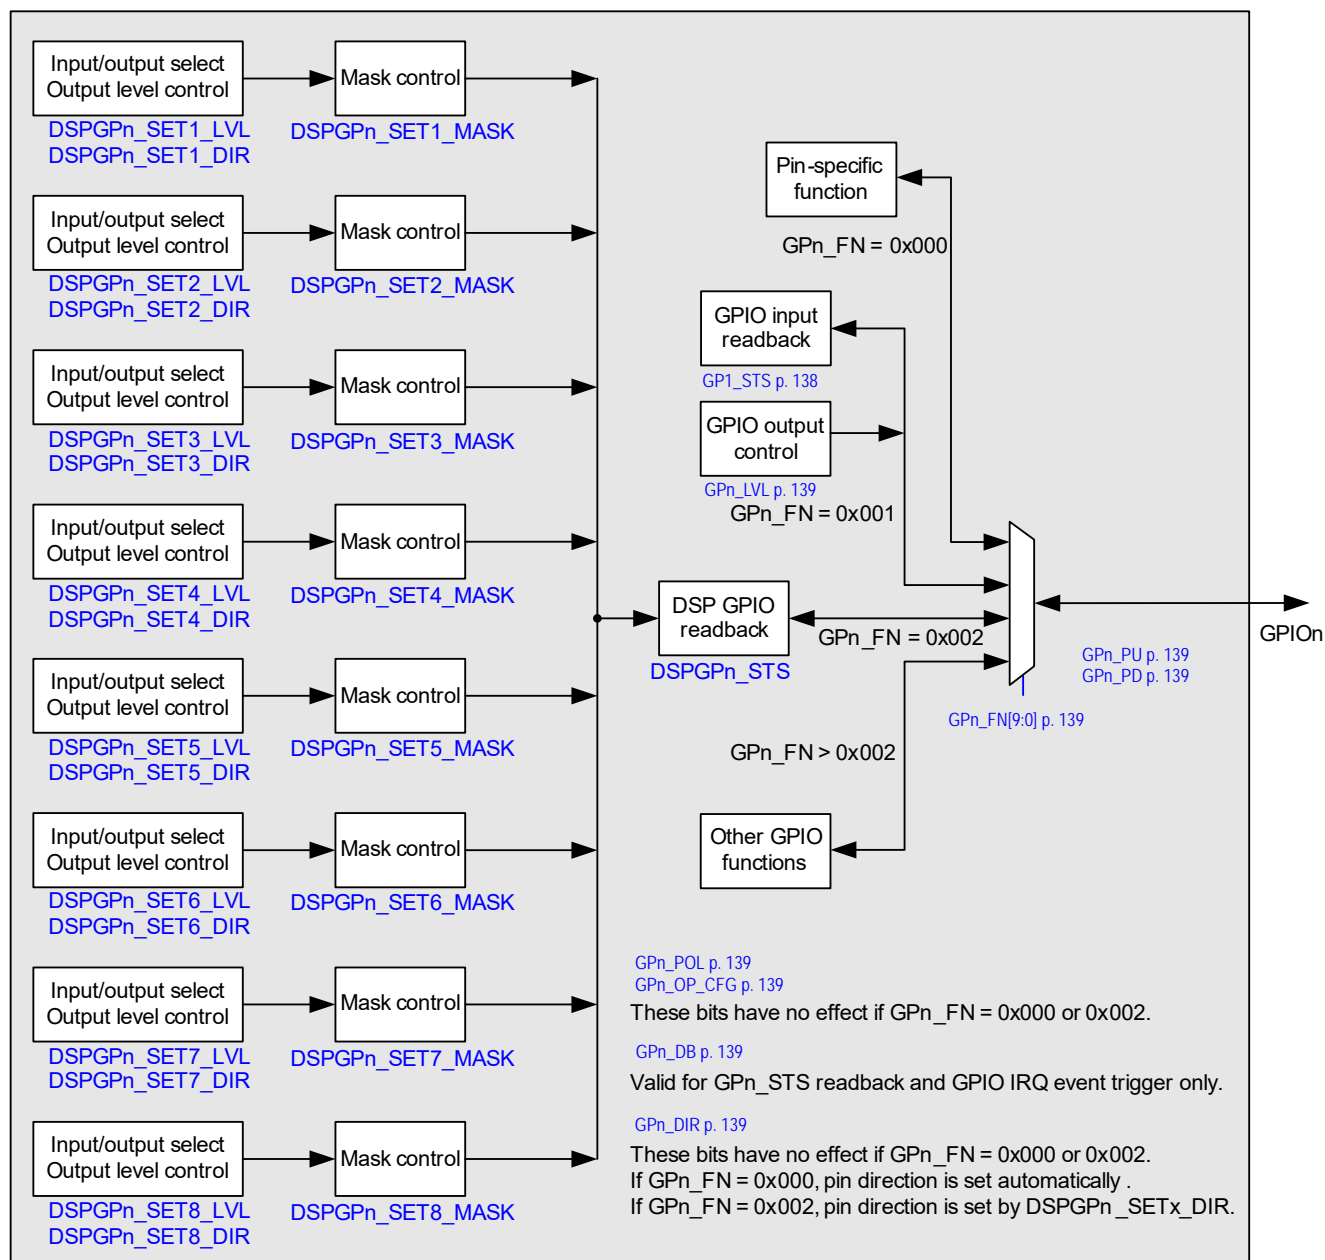 Input/output select
Output level control
DSPGPn_SET1_LVL
DSPGPn_SET1_DIR
Mask control
DSPGPn_SET1_MASK
Input/output select
Output level control
DSPGPn_SET2_LVL
DSPGPn_SET2_DIR
Mask control
DSPGPn_SET2_MASK
Input/output select
Output level control
DSPGPn_SET3_LVL
DSPGPn_SET3_DIR
Mask control
DSPGPn_SET3_MASK
Input/output select
Output level control
DSPGPn_SET4_LVL
DSPGPn_SET4_DIR
Mask control
DSPGPn_SET4_MASK
Input/output select
Output level control
DSPGPn_SET5_LVL
DSPGPn_SET5_DIR
Mask control
DSPGPn_SET5_MASK
Input/output select
Output level control
DSPGPn_SET6_LVL
DSPGPn_SET6_DIR
Mask control
DSPGPn_SET6_MASK
Input/output select
Output level control
DSPGPn_SET7_LVL
DSPGPn_SET7_DIR
Mask control
DSPGPn_SET7_MASK
Input/output select
Output level control
DSPGPn_SET8_LVL
DSPGPn_SET8_DIR
Mask control
DSPGPn_SET8_MASK
Pin-specific
function
GPn_FN = 0x000
GPIO input
readback
GP1_STS p. 138
GPIO output
control
GPn_LVL p. 139
GPn_FN = 0x001
DSP GPIO
readback
DSPGPn_STS
GPn_FN = 0x002
GPn_FN > 0x002
Other GPIO
functions
GPn_FN[9:0] p. 139
GPn_PU p. 139
GPn_PD p. 139
GPIOn
GPn_POL p. 139
GPn_OP_CFG p. 139
These bits have no effect if GPn_FN = 0x000 or 0x002.
GPn_DB p. 139
Valid for GPn_STS readback and GPIO IRQ event trigger only.
GPn_DIR p. 139
These bits have no effect if GPn_FN = 0x000 or 0x002.
If GPn_FN = 0x000, pin direction is set automatically .
If GPn_FN = 0x002, pin direction is set by DSPGPn _SETx_DIR.